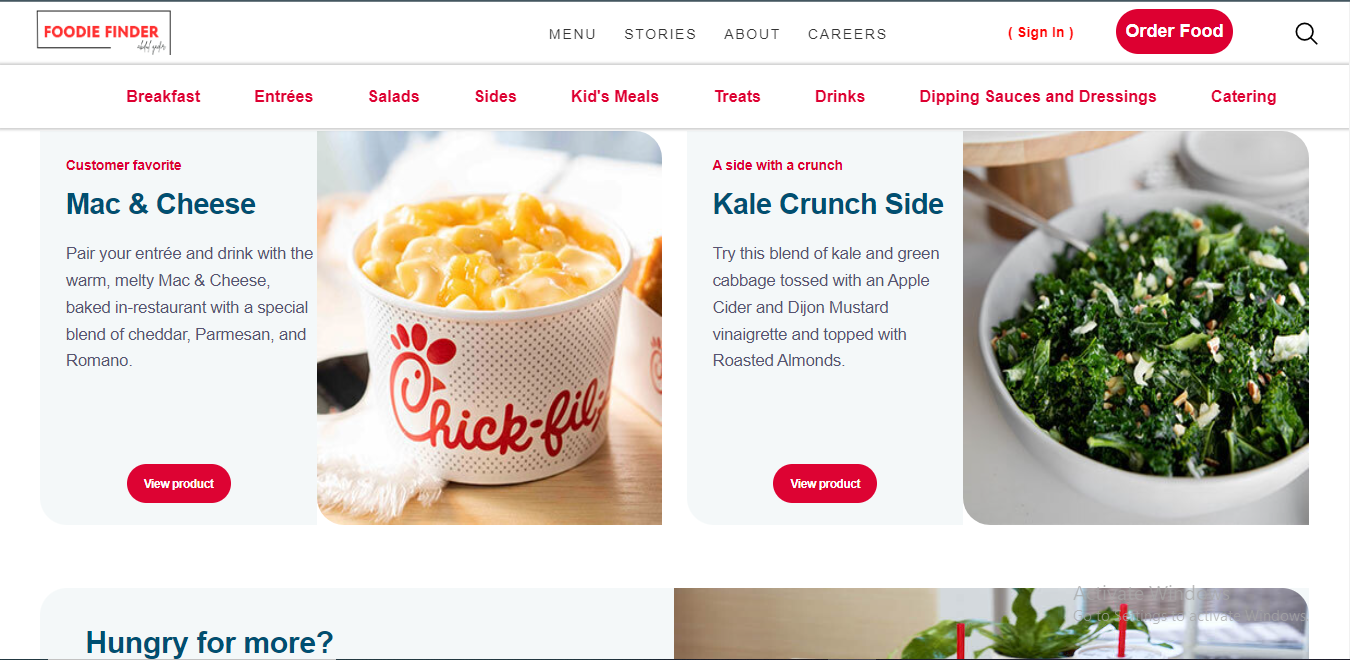 FOODIE FINDER
MENU STORIES ABOUT CAREERS
( Sign In )
Order Food
Breakfast Entrées Salads Sides Kid's Meals Treats Drinks Dipping Sauces and Dressings Catering
Customer favorite
Mac & Cheese
Pair your entrée and drink with the
warm, melty Mac & Cheese,
baked in-restaurant with a special
blend of cheddar, Parmesan, and
Romano.
View product
Chick-fil
A side with a crunch
Kale Crunch Side
Try this blend of kale and green
cabbage tossed with an Apple
Cider and Dijon Mustard
vinaigrette and topped with
Roasted Almonds.
View product
Hungry for more?
Activate Windows
Go to Settings to activate Windows.